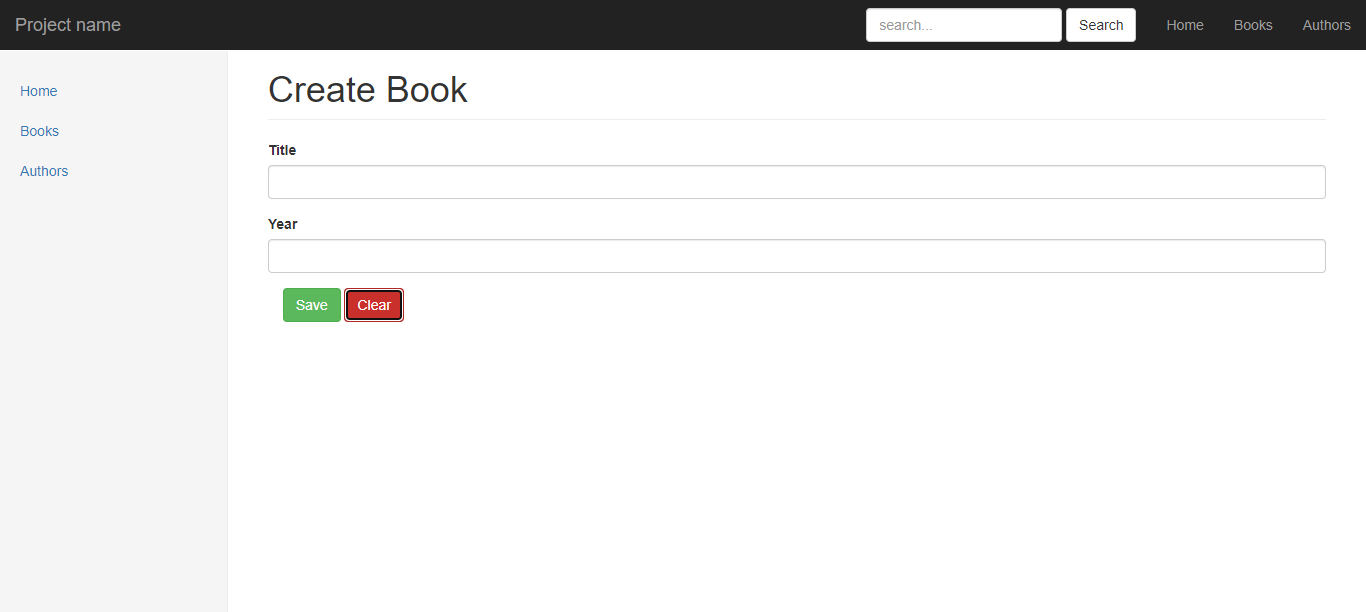 Project name
search...
Search
Home
Books
Authors
Home
Books
Authors
Create Book
Title
Year
Save
Clear